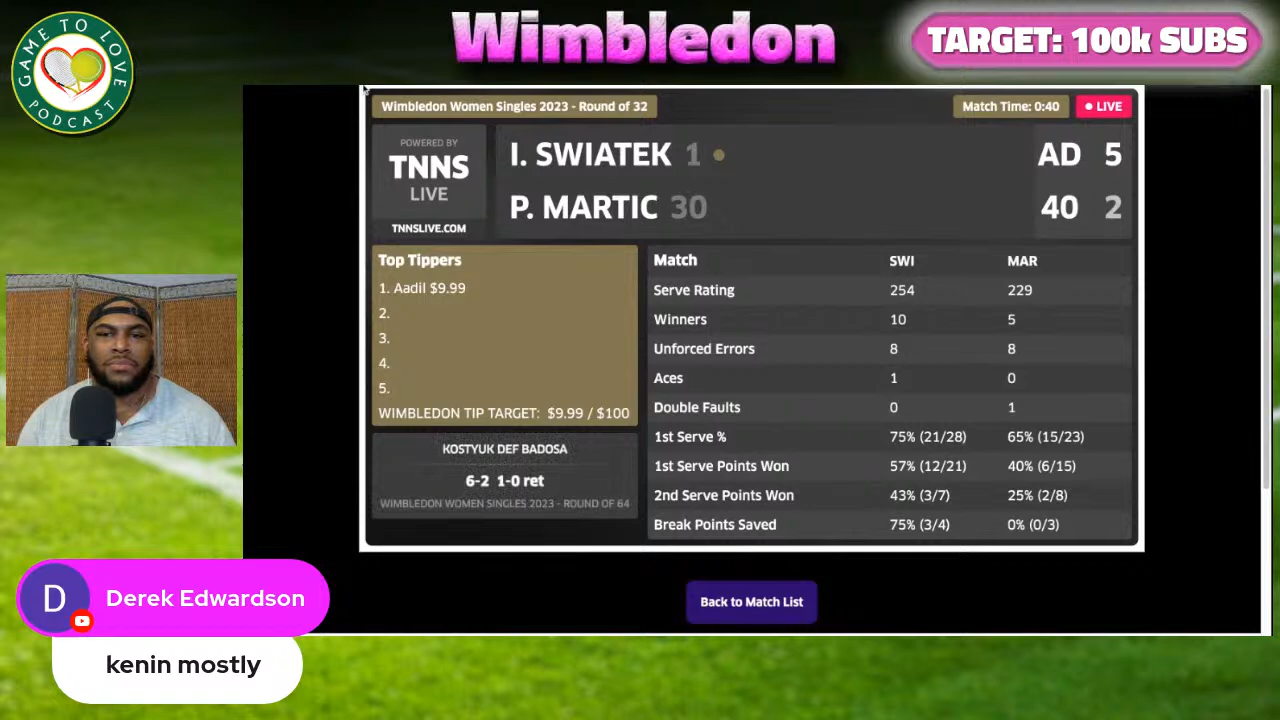 GAME TO LOVE
PODCAST
Wimbledon
TARGET: 100k SUBS
Wimbledon Women Singles 2023 - Round of 32
Match Time: 0:40
LIVE
POWERED BY
TNNS
LIVE
TNNSLIVE.COM
I. SWIATEK 1 AD 5
P. MARTIC 30 40 2
Top Tippers
1. Aadil $9.99
2.
3.
4.
5.
WIMBLEDON TIP TARGET: $9.99 / $100
KOSTYUK DEF BADOSA
6-2 1-0 ret
WIMBLEDON WOMEN SINGLES 2023 - ROUND OF 64
Match SWI MAR
Serve Rating 254 229
Winners 10 5
Unforced Errors 8 8
Aces 1 0
Double Faults 0 1
1st Serve % 75% (21/28) 65% (15/23)
1st Serve Points Won 57% (12/21) 40% (6/15)
2nd Serve Points Won 43% (3/7) 25% (2/8)
Break Points Saved 75% (3/4) 0% (0/3)
Back to Match List
D
Derek Edwardson
kenin mostly